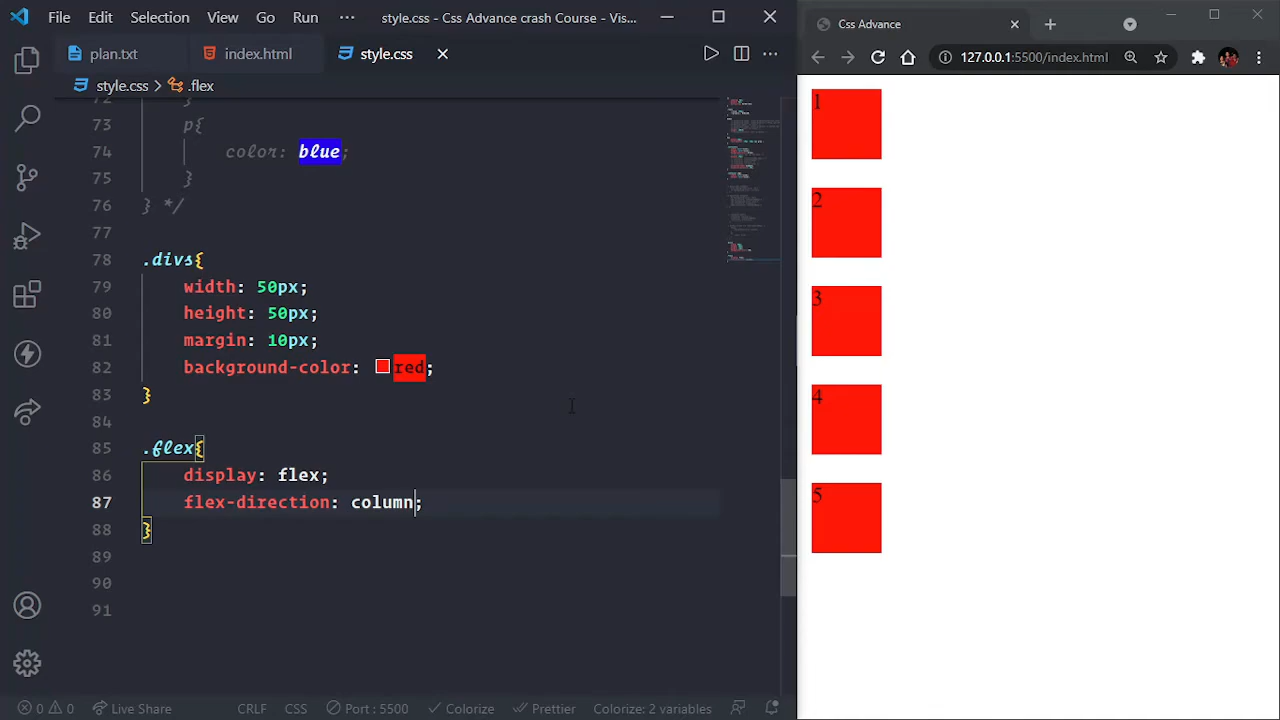 File Edit Selection View Go Run ··· style.css - Css Advance crash Course - Vis...
plan.txt index.html style.css
style.css > .flex
72 }
73 p{
74 color: blue;
75 }
76 } */
77
78 .divs{
79 width: 50px;
80 height: 50px;
81 margin: 10px;
82 background-color: red;
83 }
84
85 .flex{
86 display: flex;
87 flex-direction: column;
88 }
89
90
91
0 0 Live Share CRLF CSS Port : 5500 Colorize Prettier Colorize: 2 variables
Css Advance
127.0.0.1:5500/index.html
1
2
3
4
5